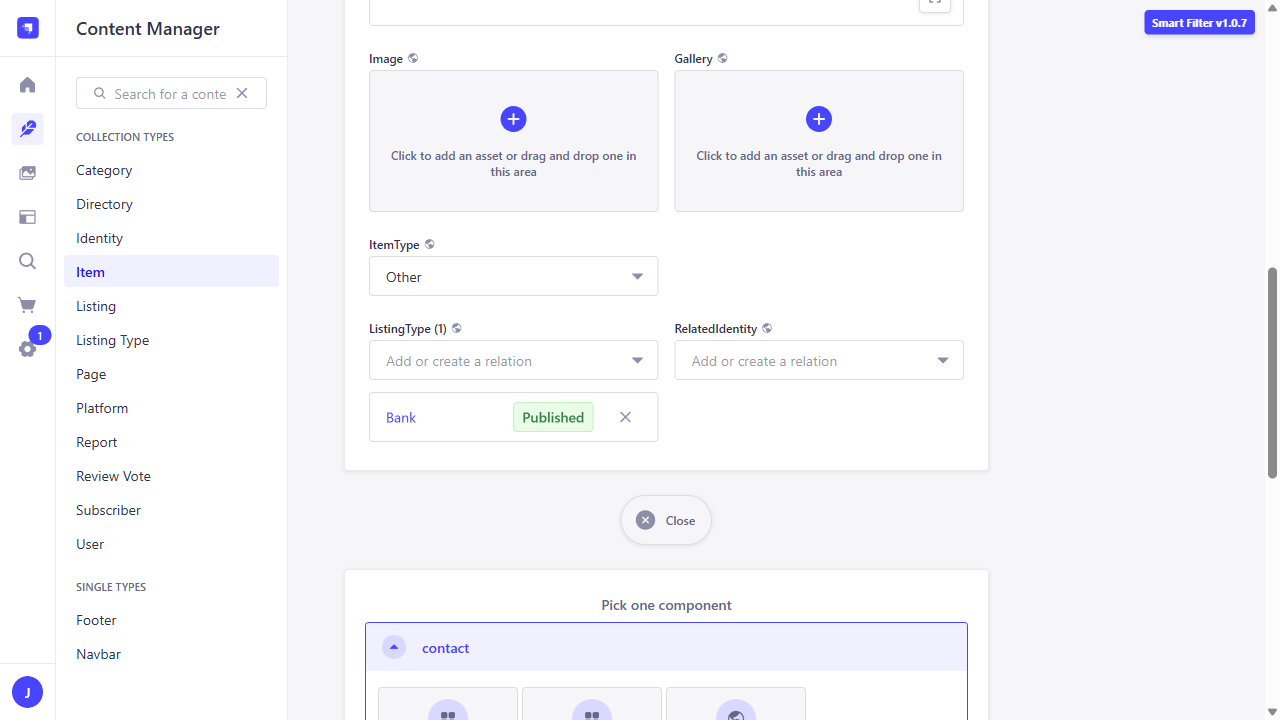 Content Manager
Smart Filter v1.0.7
Search for a conte
COLLECTION TYPES
Category
Directory
Identity
Item
Listing
Listing Type
Page
Platform
Report
Review Vote
Subscriber
User
SINGLE TYPES
Footer
Navbar
1
J
Image
Gallery
Click to add an asset or drag and drop one in
this area
Click to add an asset or drag and drop one in
this area
ItemType
Other
ListingType (1)
RelatedIdentity
Add or create a relation
Add or create a relation
Bank
Published
Close
Pick one component
contact